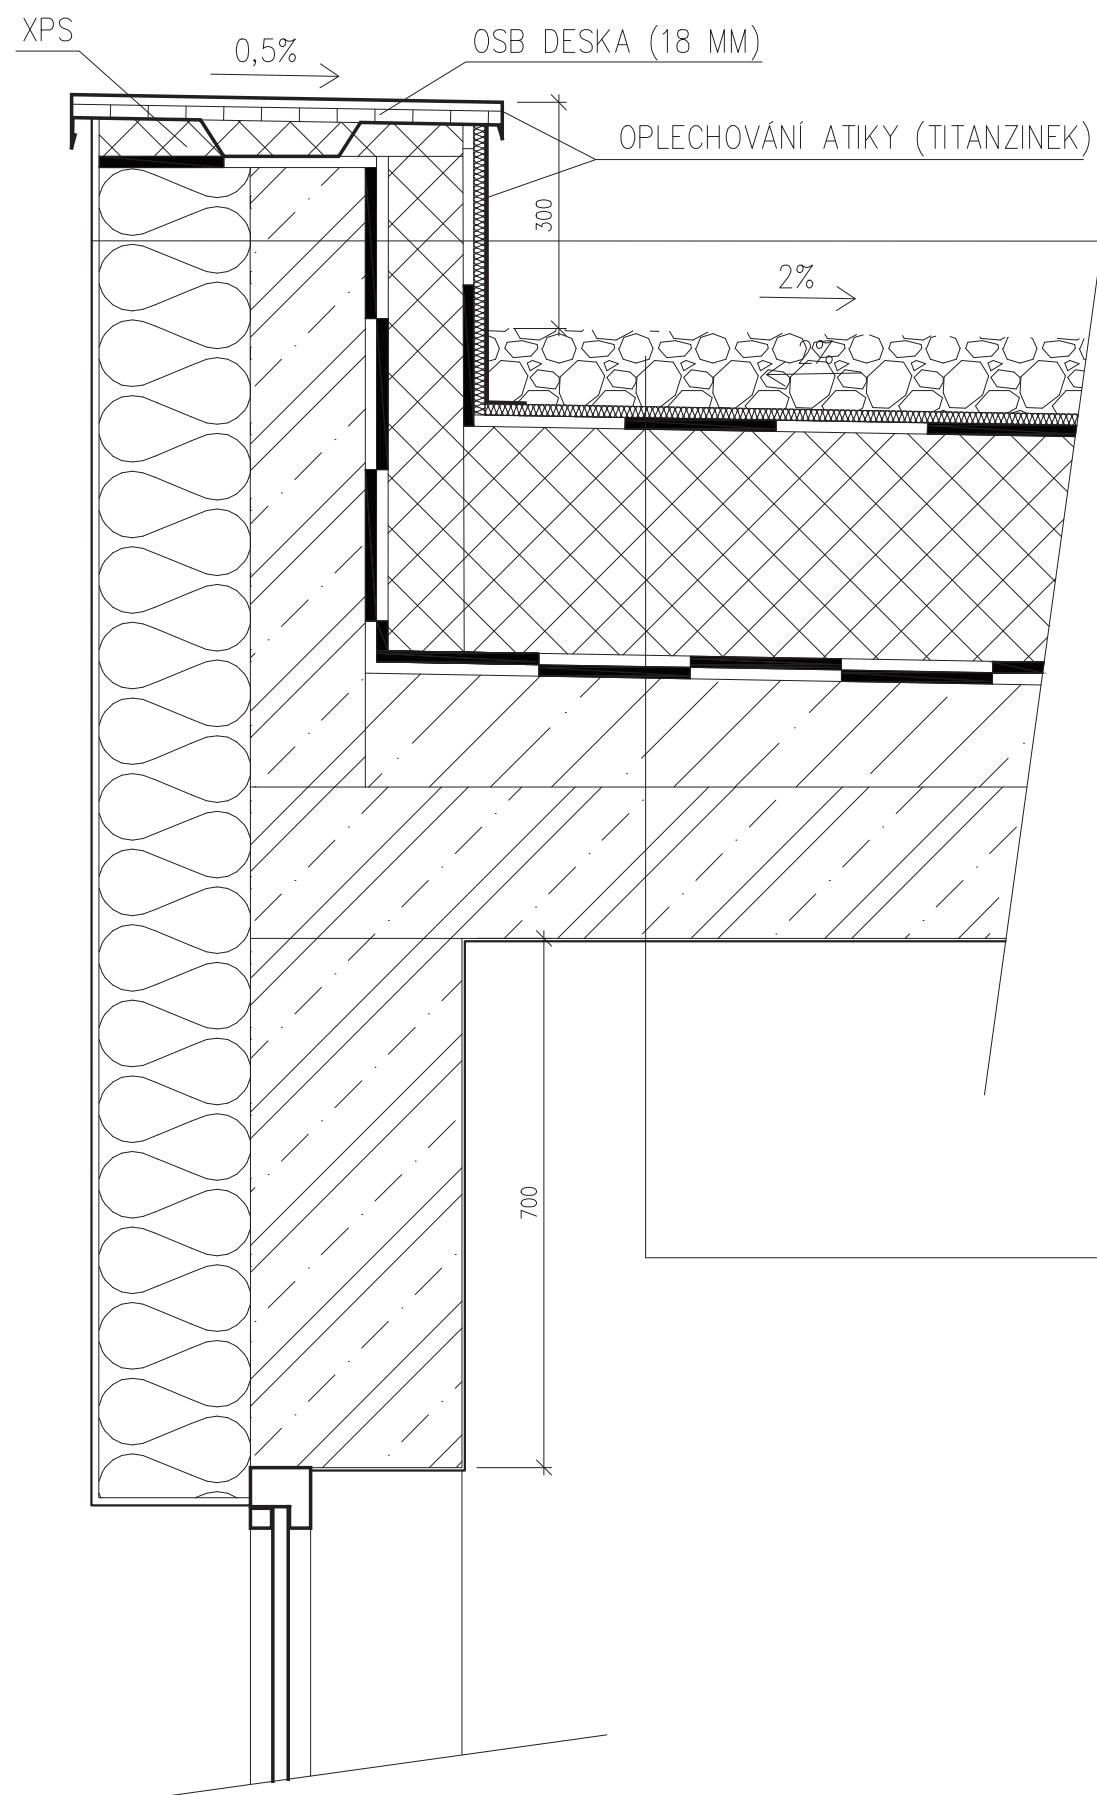 XPS
0,5%
OSB DESKA (18 MM)
OPLECHOVÁNÍ ATIKY (TITANZINEK)
300
2%
2%
700